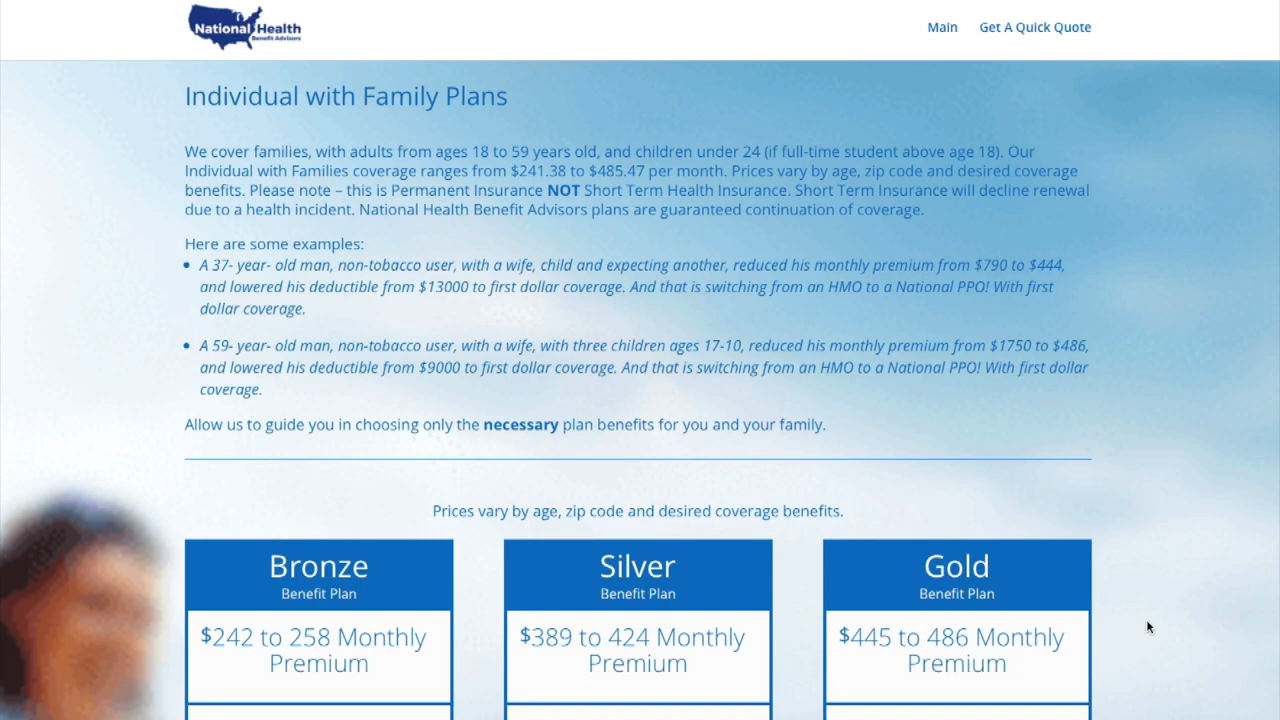 National Health
Benefit Advisors
Main
Get A Quick Quote
Individual with Family Plans
We cover families, with adults from ages 18 to 59 years old, and children under 24 (if full-time student above age 18). Our
Individual with Families coverage ranges from $241.38 to $485.47 per month. Prices vary by age, zip code and desired coverage
benefits. Please note – this is Permanent Insurance NOT Short Term Health Insurance. Short Term Insurance will decline renewal
due to a health incident. National Health Benefit Advisors plans are guaranteed continuation of coverage.
Here are some examples:
• A 37- year- old man, non-tobacco user, with a wife, child and expecting another, reduced his monthly premium from $790 to $444,
and lowered his deductible from $13000 to first dollar coverage. And that is switching from an HMO to a National PPO! With first
dollar coverage.
• A 59- year- old man, non-tobacco user, with a wife, with three children ages 17-10, reduced his monthly premium from $1750 to $486,
and lowered his deductible from $9000 to first dollar coverage. And that is switching from an HMO to a National PPO! With first dollar
coverage.
Allow us to guide you in choosing only the necessary plan benefits for you and your family.
Prices vary by age, zip code and desired coverage benefits.
Bronze
Benefit Plan
$242 to 258 Monthly
Premium
Silver
Benefit Plan
$389 to 424 Monthly
Premium
Gold
Benefit Plan
$445 to 486 Monthly
Premium